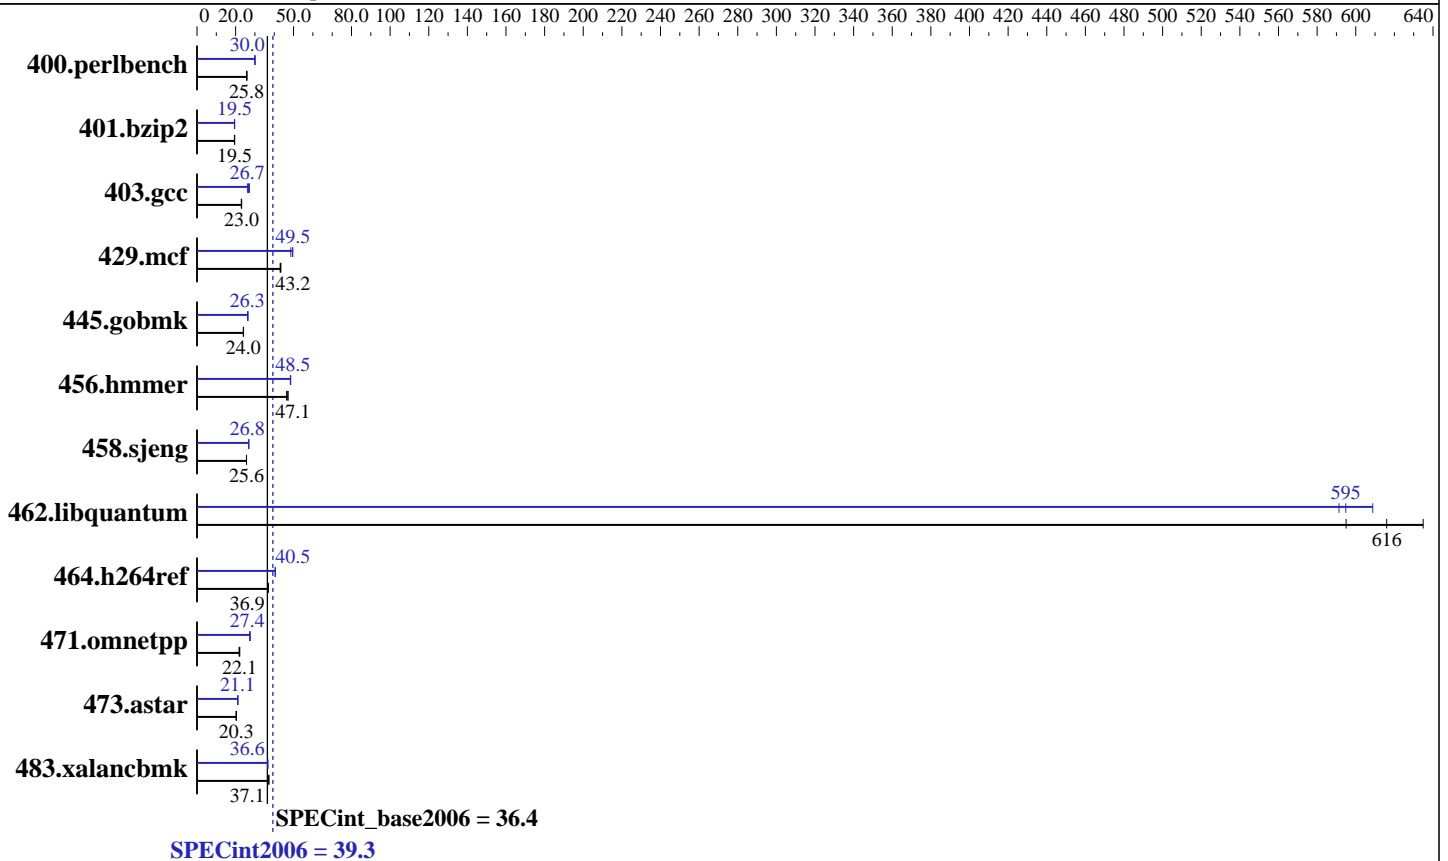 0 20.0 50.0 80.0 100 120 140 160 180 200 220 240 260 280 300 320 340 360 380 400 420 440 460 480 500 520 540 560 580 600 640
400.perlbench
30.0
25.8
401.bzip2
19.5
19.5
403.gcc
26.7
23.0
429.mcf
49.5
43.2
445.gobmk
26.3
24.0
456.hmmer
48.5
47.1
458.sjeng
26.8
25.6
462.libquantum
595
616
464.h264ref
40.5
36.9
471.omnetpp
27.4
22.1
473.astar
21.1
20.3
483.xalancbmk
36.6
37.1
SPECint_base2006 = 36.4
SPECint2006 = 39.3